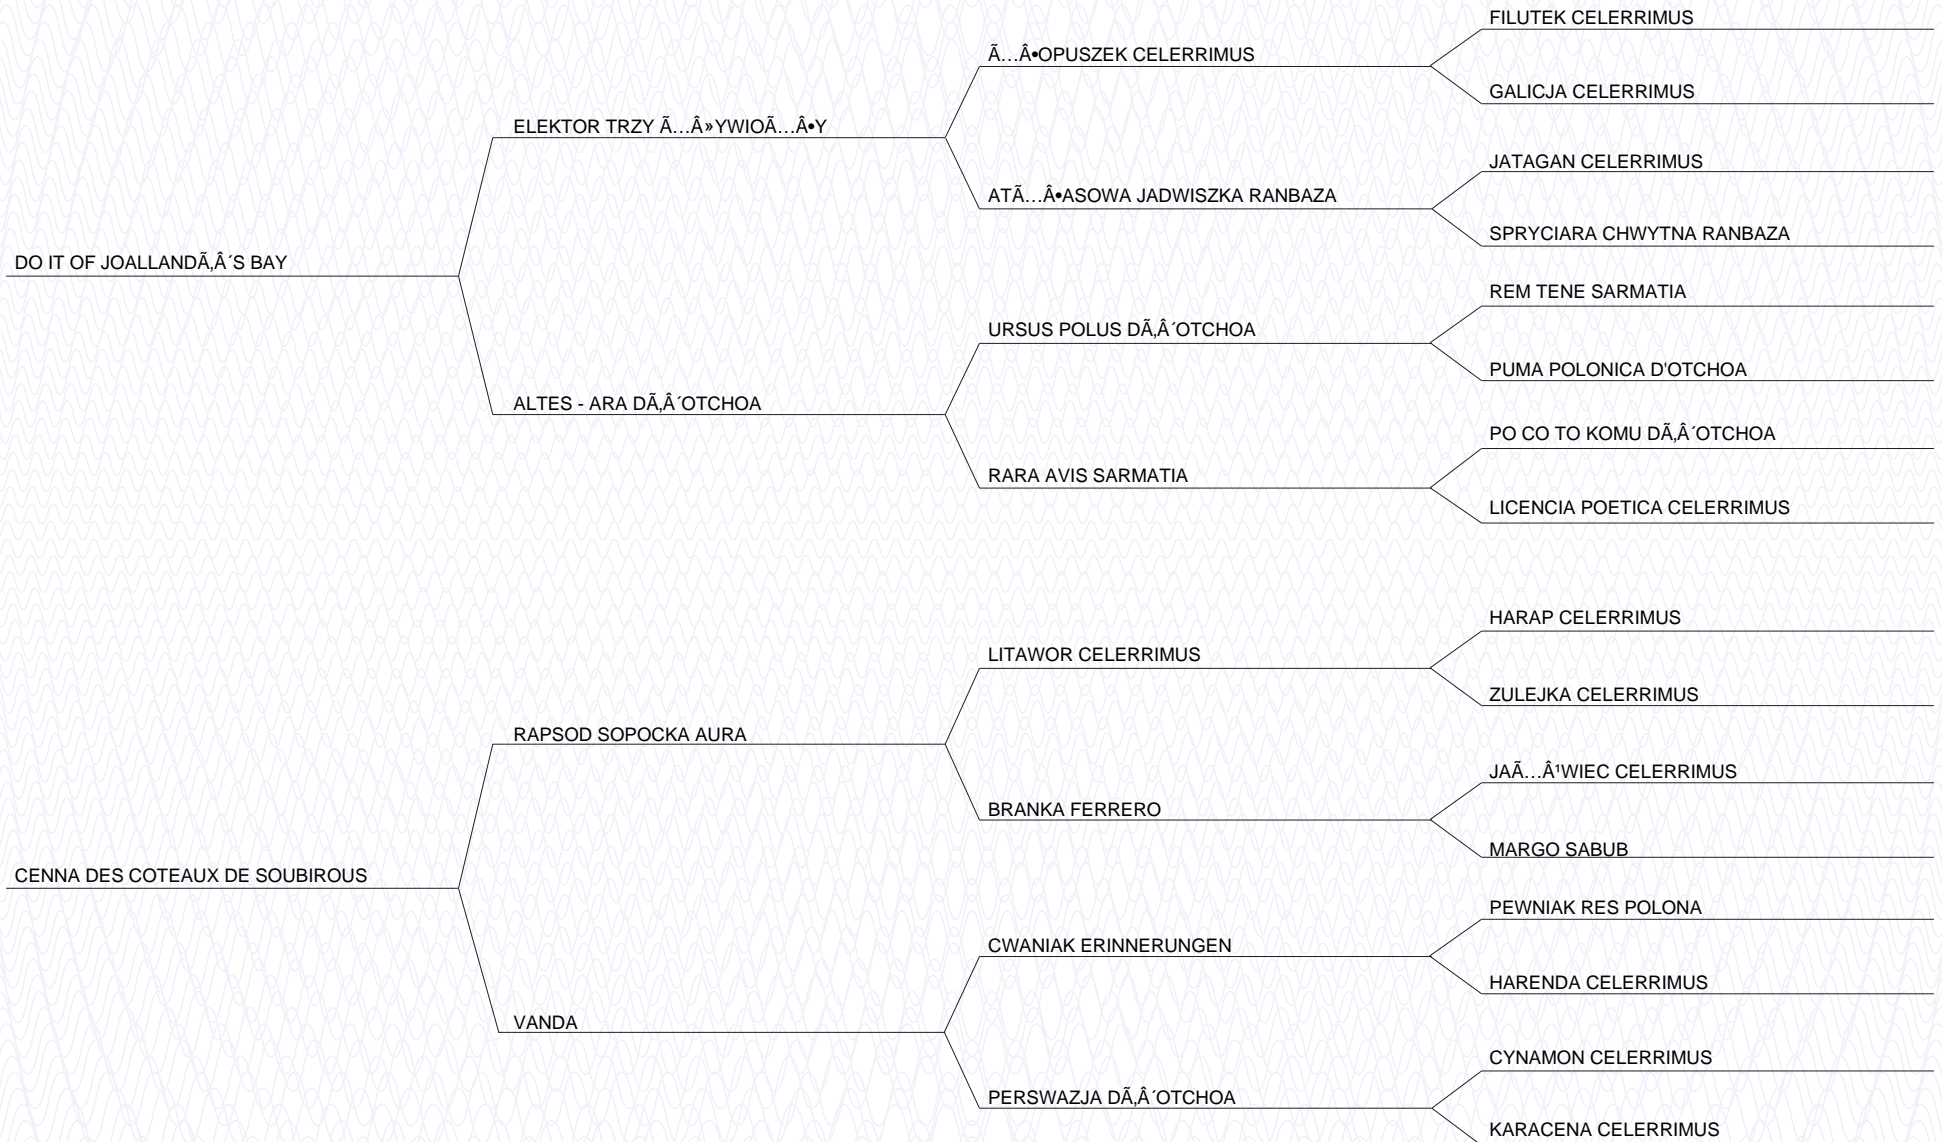 FILUTEK CELERRIMUS
Ã…Â•OPUSZEK CELERRIMUS
GALICJA CELERRIMUS
ELEKTOR TRZY Ã…Â»YWIOÃ…Â•Y
JATAGAN CELERRIMUS
ATÃ…Â•ASOWA JADWISZKA RANBAZA
SPRYCIARA CHWYTNA RANBAZA
DO IT OF JOALLANDÃ‚Â´S BAY
REM TENE SARMATIA
URSUS POLUS DÃ‚Â´OTCHOA
PUMA POLONICA D'OTCHOA
ALTES - ARA DÃ‚Â´OTCHOA
PO CO TO KOMU DÃ‚Â´OTCHOA
RARA AVIS SARMATIA
LICENCIA POETICA CELERRIMUS
HARAP CELERRIMUS
LITAWOR CELERRIMUS
ZULEJKA CELERRIMUS
RAPSOD SOPOCKA AURA
JAÃ…Â¹WIEC CELERRIMUS
BRANKA FERRERO
MARGO SABUB
CENNA DES COTEAUX DE SOUBIROUS
PEWNIAK RES POLONA
CWANIAK ERINNERUNGEN
HARENDA CELERRIMUS
VANDA
CYNAMON CELERRIMUS
PERSWAZJA DÃ‚Â´OTCHOA
KARACENA CELERRIMUS